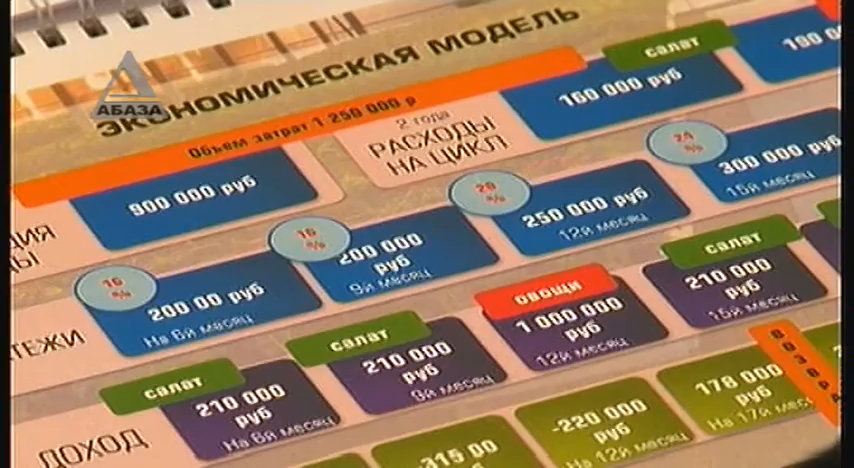 АБАЗА
ЭКОНОМИЧЕСКАЯ МОДЕЛЬ
Объем затрат 1 250 000 р
900 000 руб
2 года
РАСХОДЫ
НА ЦИКЛ
салат
160 000 руб
16
%
200 00 руб
На 6й месяц
16
%
200 000
руб
9й месяц
20
%
250 000 руб
12й месяц
24
%
300 000 руб
15й месяц
ДОХОД
салат
210 000
руб
На 6й месяц
салат
210 000
руб
9й месяц
овощи
1 000 000
руб
12й месяц
салат
210 000
руб
15й месяц
-315 00
руб
-220 000
руб
На 12й месяц
178 000
руб
На 17й месяц